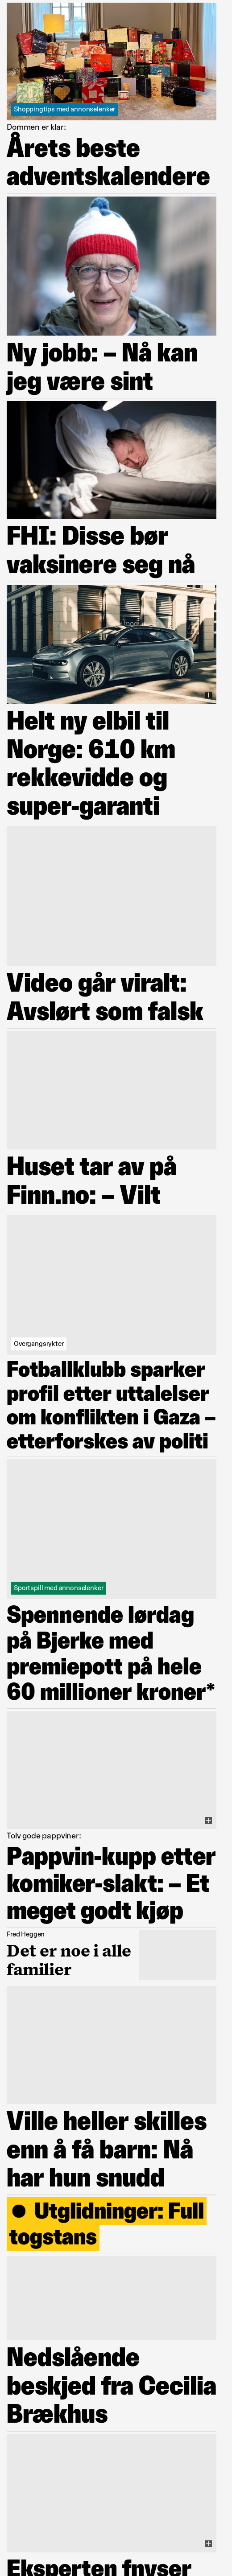 Shoppingtips med annonselenker
Dommen er klar:
Årets beste
adventskalendere
Ny jobb: – Nå kan
jeg være sint
FHI: Disse bør
vaksinere seg nå
Helt ny elbil til
Norge: 610 km
rekkevidde og
super-garanti
Video går viralt:
Avslørt som falsk
Huset tar av på
Finn.no: – Vilt
Overgangsrykter
Fotballklubb sparker
profil etter uttalelser
om konflikten i Gaza –
etterforskes av politi
Sportspill med annonselenker
Spennende lørdag
på Bjerke med
premiepott på hele
60 millioner kroner*
Tolv gode pappviner:
Pappvin-kupp etter
komiker-slakt: – Et
meget godt kjøp
Fred Heggen
Det er noe i alle
familier
Ville heller skilles
enn å få barn: Nå
har hun snudd
Utglidninger: Full
togstans
Nedslående
beskjed fra Cecilia
Brækhus
Eksperten fnyser